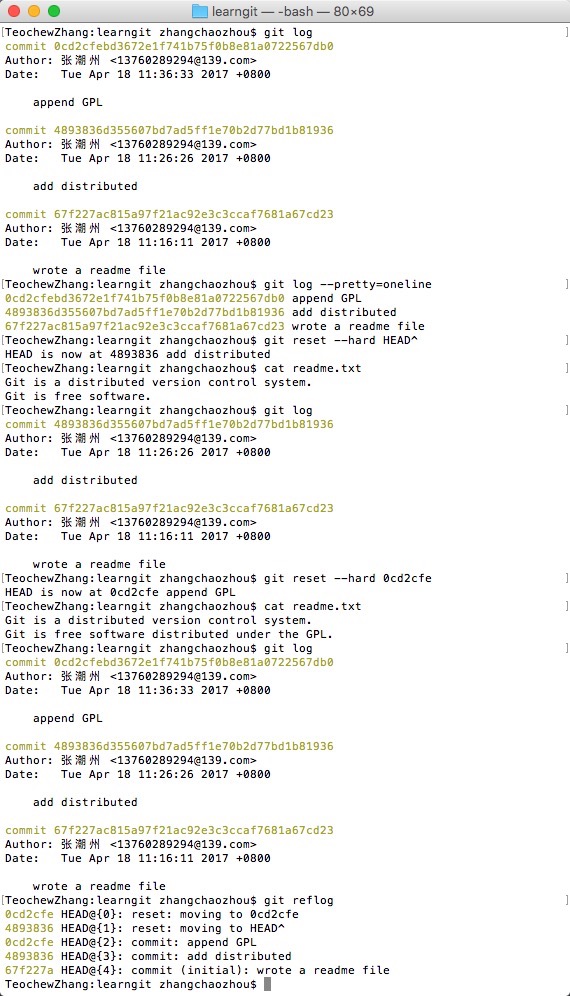 learngit — -bash — 80×69
[TeochewZhang:learngit zhangchaozhou$ git log ]
commit 0cd2cfebd3672e1f741b75f0b8e81a0722567db0
Author: 张潮州 <13760289294@139.com>
Date:   Tue Apr 18 11:36:33 2017 +0800
    append GPL
commit 4893836d355607bd7ad5ff1e70b2d77bd1b81936
Author: 张潮州 <13760289294@139.com>
Date:   Tue Apr 18 11:26:26 2017 +0800
    add distributed
commit 67f227ac815a97f21ac92e3c3ccaf7681a67cd23
Author: 张潮州 <13760289294@139.com>
Date:   Tue Apr 18 11:16:11 2017 +0800
    wrote a readme file
[TeochewZhang:learngit zhangchaozhou$ git log --pretty=oneline ]
0cd2cfebd3672e1f741b75f0b8e81a0722567db0 append GPL
4893836d355607bd7ad5ff1e70b2d77bd1b81936 add distributed
67f227ac815a97f21ac92e3c3ccaf7681a67cd23 wrote a readme file
[TeochewZhang:learngit zhangchaozhou$ git reset --hard HEAD^ ]
HEAD is now at 4893836 add distributed
[TeochewZhang:learngit zhangchaozhou$ cat readme.txt ]
Git is a distributed version control system.
Git is free software.
[TeochewZhang:learngit zhangchaozhou$ git log ]
commit 4893836d355607bd7ad5ff1e70b2d77bd1b81936
Author: 张潮州 <13760289294@139.com>
Date:   Tue Apr 18 11:26:26 2017 +0800
    add distributed
commit 67f227ac815a97f21ac92e3c3ccaf7681a67cd23
Author: 张潮州 <13760289294@139.com>
Date:   Tue Apr 18 11:16:11 2017 +0800
    wrote a readme file
[TeochewZhang:learngit zhangchaozhou$ git reset --hard 0cd2cfe ]
HEAD is now at 0cd2cfe append GPL
[TeochewZhang:learngit zhangchaozhou$ cat readme.txt ]
Git is a distributed version control system.
Git is free software distributed under the GPL.
[TeochewZhang:learngit zhangchaozhou$ git log ]
commit 0cd2cfebd3672e1f741b75f0b8e81a0722567db0
Author: 张潮州 <13760289294@139.com>
Date:   Tue Apr 18 11:36:33 2017 +0800
    append GPL
commit 4893836d355607bd7ad5ff1e70b2d77bd1b81936
Author: 张潮州 <13760289294@139.com>
Date:   Tue Apr 18 11:26:26 2017 +0800
    add distributed
commit 67f227ac815a97f21ac92e3c3ccaf7681a67cd23
Author: 张潮州 <13760289294@139.com>
Date:   Tue Apr 18 11:16:11 2017 +0800
    wrote a readme file
[TeochewZhang:learngit zhangchaozhou$ git reflog ]
0cd2cfe HEAD@{0}: reset: moving to 0cd2cfe
4893836 HEAD@{1}: reset: moving to HEAD^
0cd2cfe HEAD@{2}: commit: append GPL
4893836 HEAD@{3}: commit: add distributed
67f227a HEAD@{4}: commit (initial): wrote a readme file
TeochewZhang:learngit zhangchaozhou$